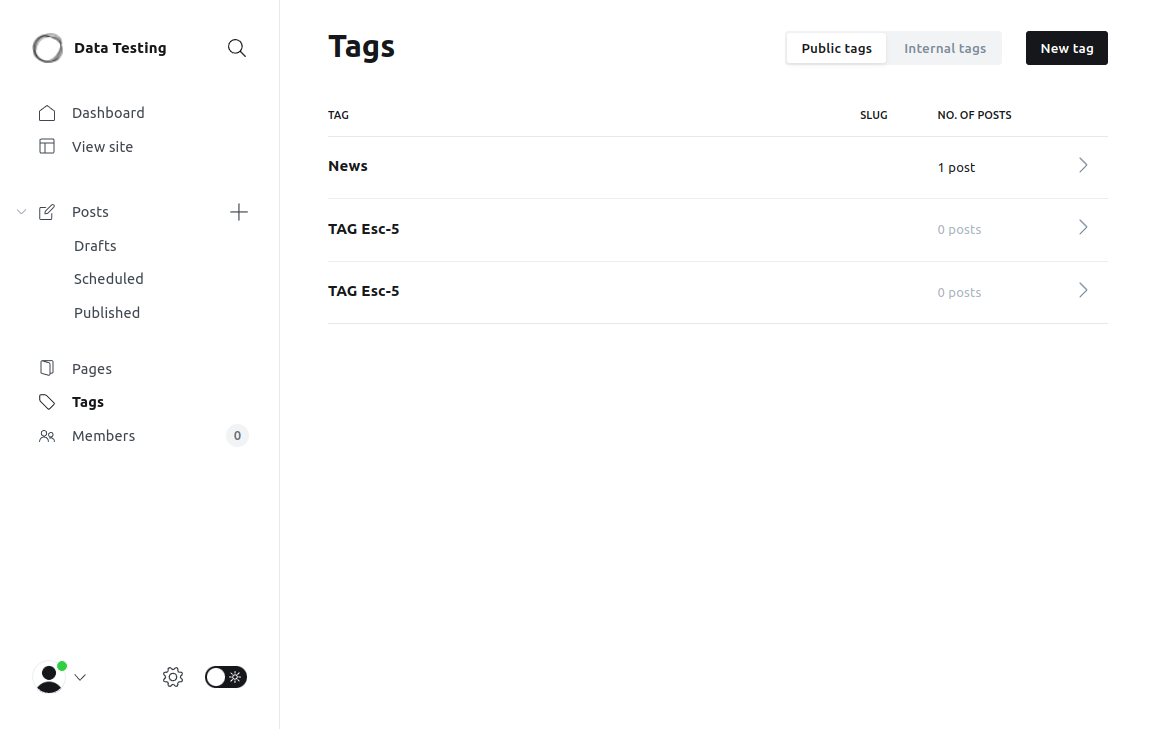 Data Testing
Dashboard
View site
Posts
Drafts
Scheduled
Published
Pages
Tags
Members 0
Tags
Public tags Internal tags New tag
TAG SLUG NO. OF POSTS
News 1 post
TAG Esc-5 0 posts
TAG Esc-5 0 posts